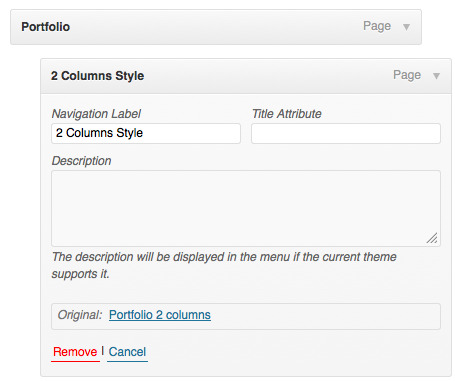 Portfolio Page
2 Columns Style Page
Navigation Label Title Attribute
2 Columns Style
Description
The description will be displayed in the menu if the current theme
supports it.
Original: Portfolio 2 columns
Remove | Cancel